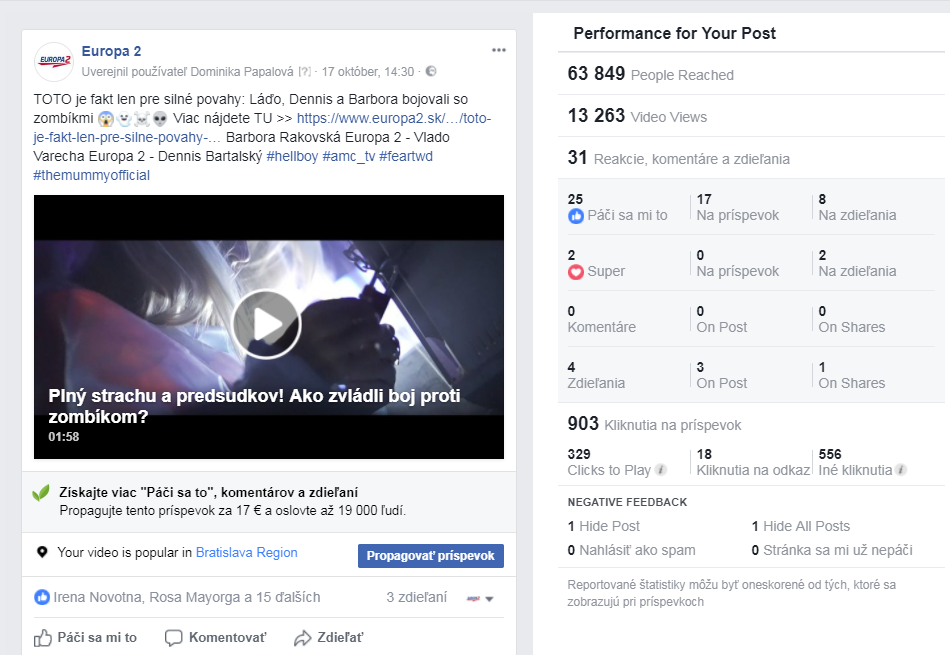 Europa 2
Uverejnil používateľ Dominika Papalová [?] · 17 október, 14:30 ·
EUROPA2
TOTO je fakt len pre silné povahy: Láďo, Dennis a Barbora bojovali so
zombíkmi 😱👻☠️💀 Viac nájdete TU >> https://www.europa2.sk/…/toto-
je-fakt-len-pre-silne-povahy-… Barbora Rakovská Europa 2 - Vlado
Varecha Europa 2 - Dennis Bartalský #hellboy #amc_tv #feartwd
#themummyofficial
Plný strachu a predsudkov! Ako zvládli boj proti
zombíkom?
01:58
Získajte viac "Páči sa to", komentárov a zdieľaní
Propagujte tento príspevok za 17 € a oslovte až 19 000 ľudí.
Your video is popular in Bratislava Region
Propagovať príspevok
Irena Novotna, Rosa Mayorga a 15 ďalších
3 zdieľaní
Páči sa mi to
Komentovať
Zdieľať
Performance for Your Post
63 849 People Reached
13 263 Video Views
31 Reakcie, komentáre a zdieľania
25 17 8
Páči sa mi to Na príspevok Na zdieľania
2 0 2
Super Na príspevok Na zdieľania
0 0 0
Komentáre On Post On Shares
4 3 1
Zdieľania On Post On Shares
903 Kliknutia na príspevok
329 18 556
Clicks to Play i Kliknutia na odkaz Iné kliknutia i
NEGATIVE FEEDBACK
1 Hide Post 1 Hide All Posts
0 Nahlásiť ako spam 0 Stránka sa mi už nepáči
Reportované štatistiky môžu byť oneskorené od tých, ktoré sa
zobrazujú pri príspevkoch